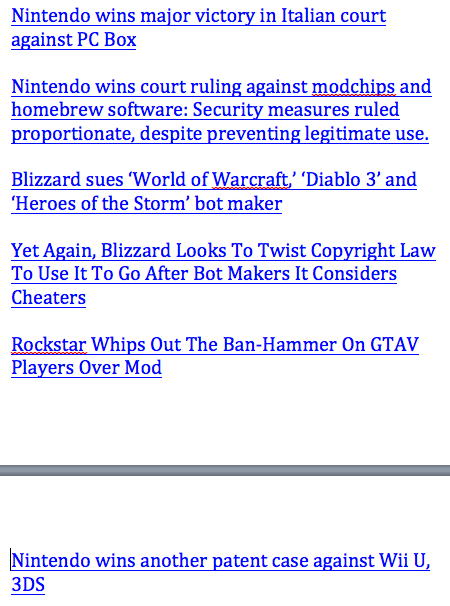 Nintendo wins major victory in Italian court
against PC Box
Nintendo wins court ruling against modchips and
homebrew software: Security measures ruled
proportionate, despite preventing legitimate use.
Blizzard sues ‘World of Warcraft,’ ‘Diablo 3’ and
‘Heroes of the Storm’ bot maker
Yet Again, Blizzard Looks To Twist Copyright Law
To Use It To Go After Bot Makers It Considers
Cheaters
Rockstar Whips Out The Ban-Hammer On GTAV
Players Over Mod
Nintendo wins another patent case against Wii U,
3DS